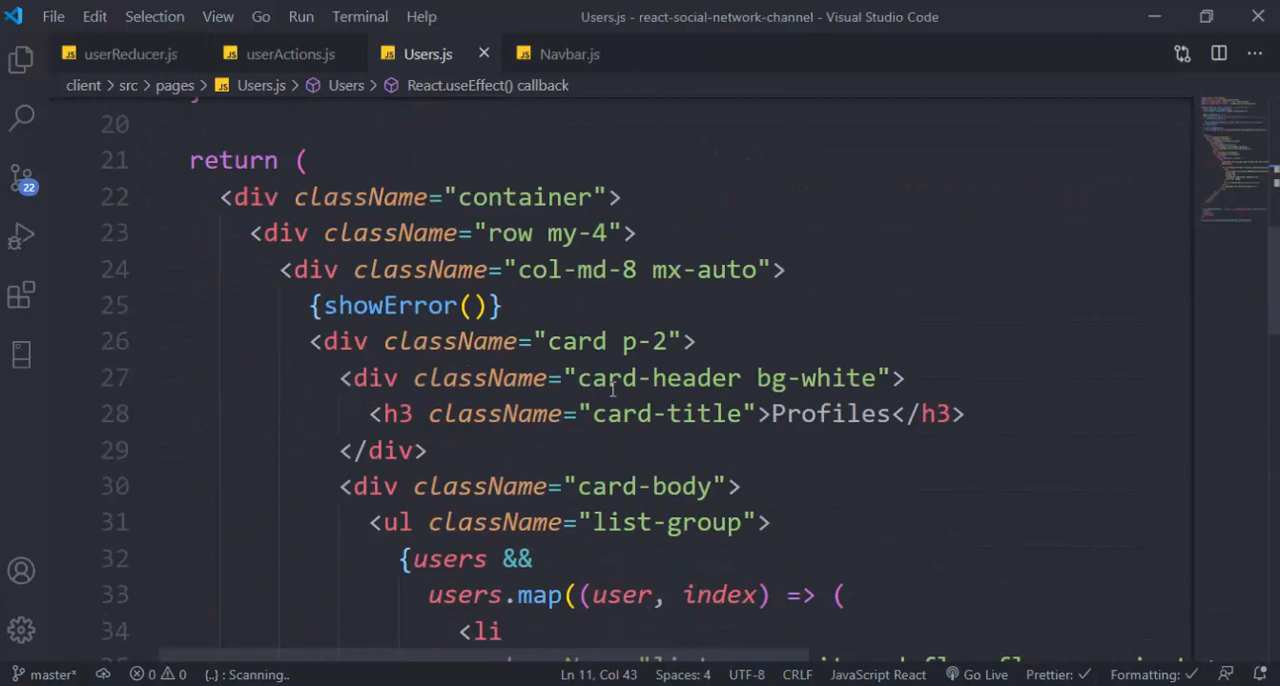 File Edit Selection View Go Run Terminal Help Users.js - react-social-network-channel - Visual Studio Code
JS userReducer.js JS userActions.js JS Users.js JS Navbar.js
client > src > pages > JS Users.js > Users > React.useEffect() callback
20
21 return (
22 <div className="container">
23 <div className="row my-4">
24 <div className="col-md-8 mx-auto">
25 {showError()}
26 <div className="card p-2">
27 <div className="card-header bg-white">
28 <h3 className="card-title">Profiles</h3>
29 </div>
30 <div className="card-body">
31 <ul className="list-group">
32 {users &&
33 users.map((user, index) => (
34 <li
22
master* 0 0 {..} : Scanning.. Ln 11, Col 43 Spaces: 4 UTF-8 CRLF JavaScript React Go Live Prettier: ✓ Formatting: ✓